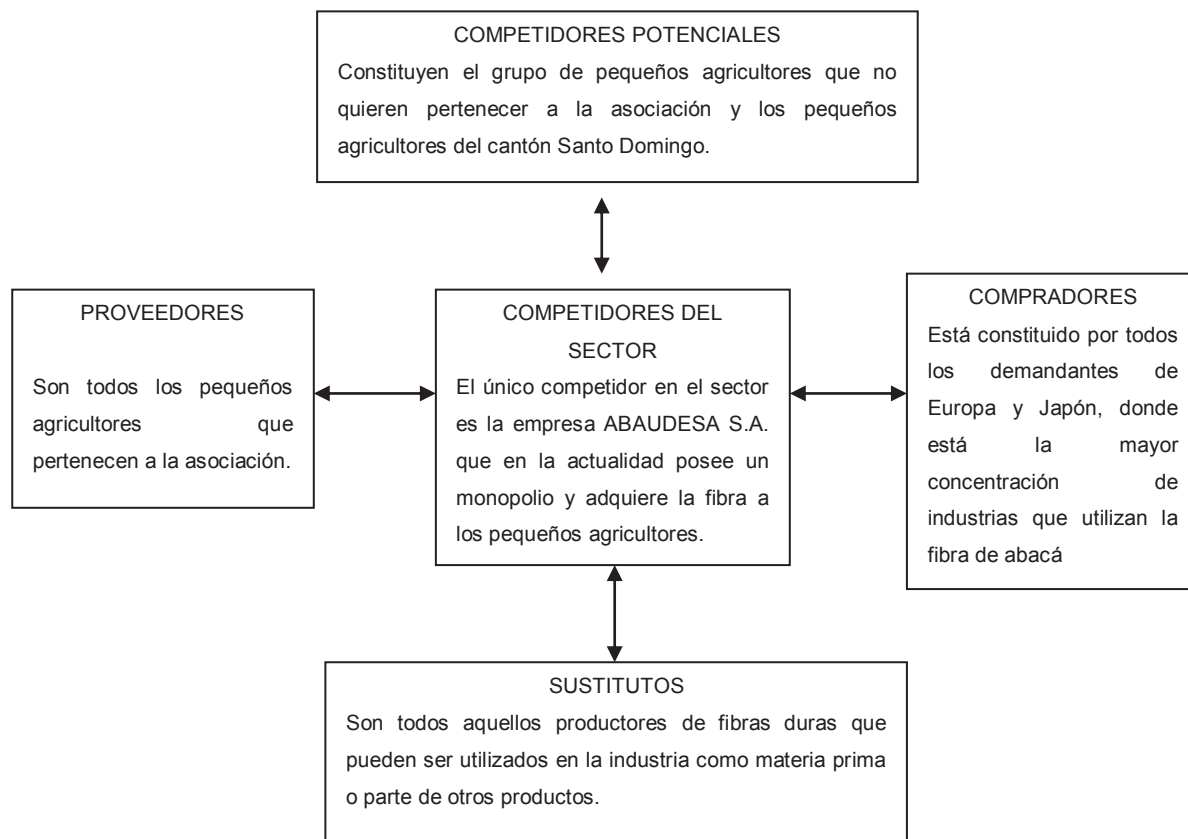 COMPETIDORES POTENCIALES
Constituyen el grupo de pequeños agricultores que no
quieren pertenecer a la asociación y los pequeños
agricultores del cantón Santo Domingo.
PROVEEDORES
Son todos los pequeños
agricultores que
pertenecen a la asociación.
COMPETIDORES DEL
SECTOR
El único competidor en el sector
es la empresa ABAUDESA S.A.
que en la actualidad posee un
monopolio y adquiere la fibra a
los pequeños agricultores.
COMPRADORES
Está constituido por todos
los demandantes de
Europa y Japón, donde
está la mayor
concentración de
industrias que utilizan la
fibra de abacá
SUSTITUTOS
Son todos aquellos productores de fibras duras que
pueden ser utilizados en la industria como materia prima
o parte de otros productos.